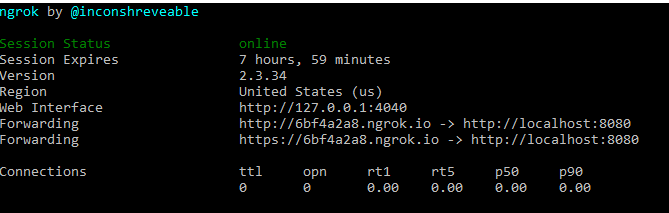 ngrok by @inconshreveable
Session Status online
Session Expires 7 hours, 59 minutes
Version 2.3.34
Region United States (us)
Web Interface http://127.0.0.1:4040
Forwarding http://6bf4a2a8.ngrok.io -> http://localhost:8080
Forwarding https://6bf4a2a8.ngrok.io -> http://localhost:8080
Connections ttl opn rt1 rt5 p50 p90
0 0 0.00 0.00 0.00 0.00